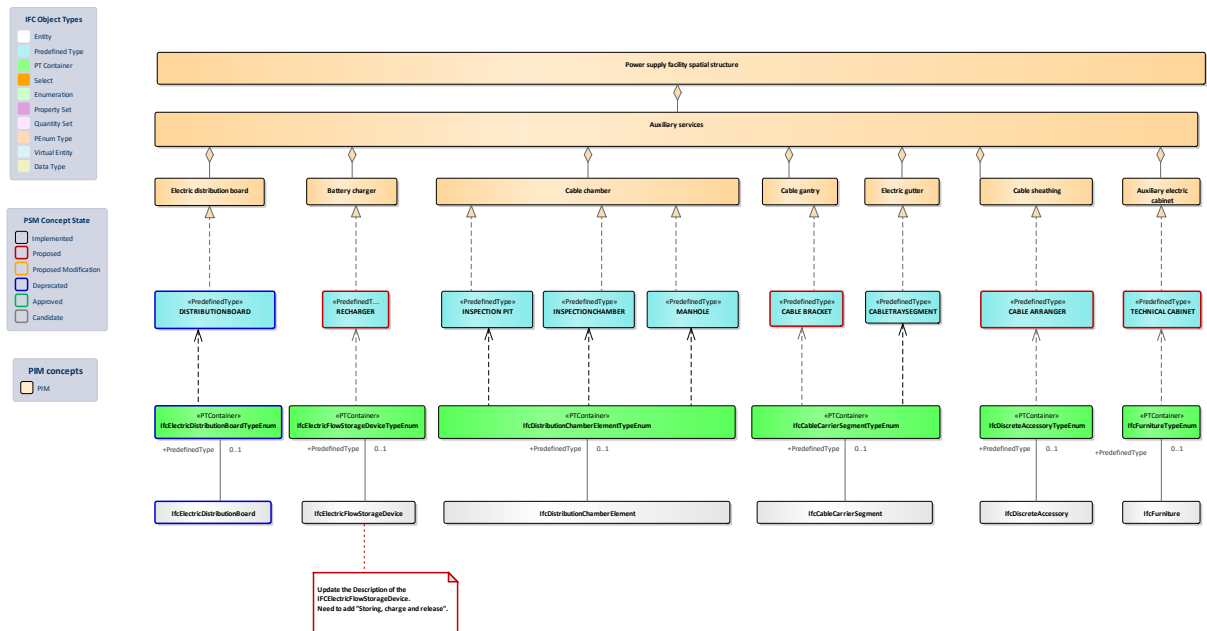 IFC Object Types
Entity
Predefined Type
PT Container
Select
Enumeration
Property Set
Quantity Set
PEnum Type
Virtual Entity
Data Type
PSM Concept State
Implemented
Proposed
Proposed Modification
Deprecated
Approved
Candidate
PIM concepts
PIM
Power supply facility spatial structure
Auxiliary services
Electric distribution board
Battery charger
Cable chamber
Cable gantry
Electric gutter
Cable sheathing
Auxiliary electric
cabinet
«PredefinedType»
DISTRIBUTIONBOARD
«PredefinedT...
RECHARGER
«PredefinedType»
INSPECTION PIT
«PredefinedType»
INSPECTIONCHAMBER
«PredefinedType»
MANHOLE
«PredefinedType»
CABLE BRACKET
«PredefinedType»
CABLETRAYSEGMENT
«PredefinedType»
CABLE ARRANGER
«PredefinedType»
TECHNICAL CABINET
«PTContainer»
IfcElectricDistributionBoardTypeEnum
«PTContainer»
IfcElectricFlowStorageDeviceTypeEnum
«PTContainer»
IfcDistributionChamberElementTypeEnum
«PTContainer»
IfcCableCarrierSegmentTypeEnum
«PTContainer»
IfcDiscreteAccessoryTypeEnum
«PTContainer»
IfcFurnitureTypeEnum
+PredefinedType 0..1
+PredefinedType 0..1
+PredefinedType 0..1
+PredefinedType 0..1
+PredefinedType 0..1
+PredefinedType 0..1
IfcElectricDistributionBoard
IfcElectricFlowStorageDevice
IfcDistributionChamberElement
IfcCableCarrierSegment
IfcDiscreteAccessory
IfcFurniture
Update the Description of the
IFCElectricFlowStorageDevice.
Need to add "Storing, charge and release".